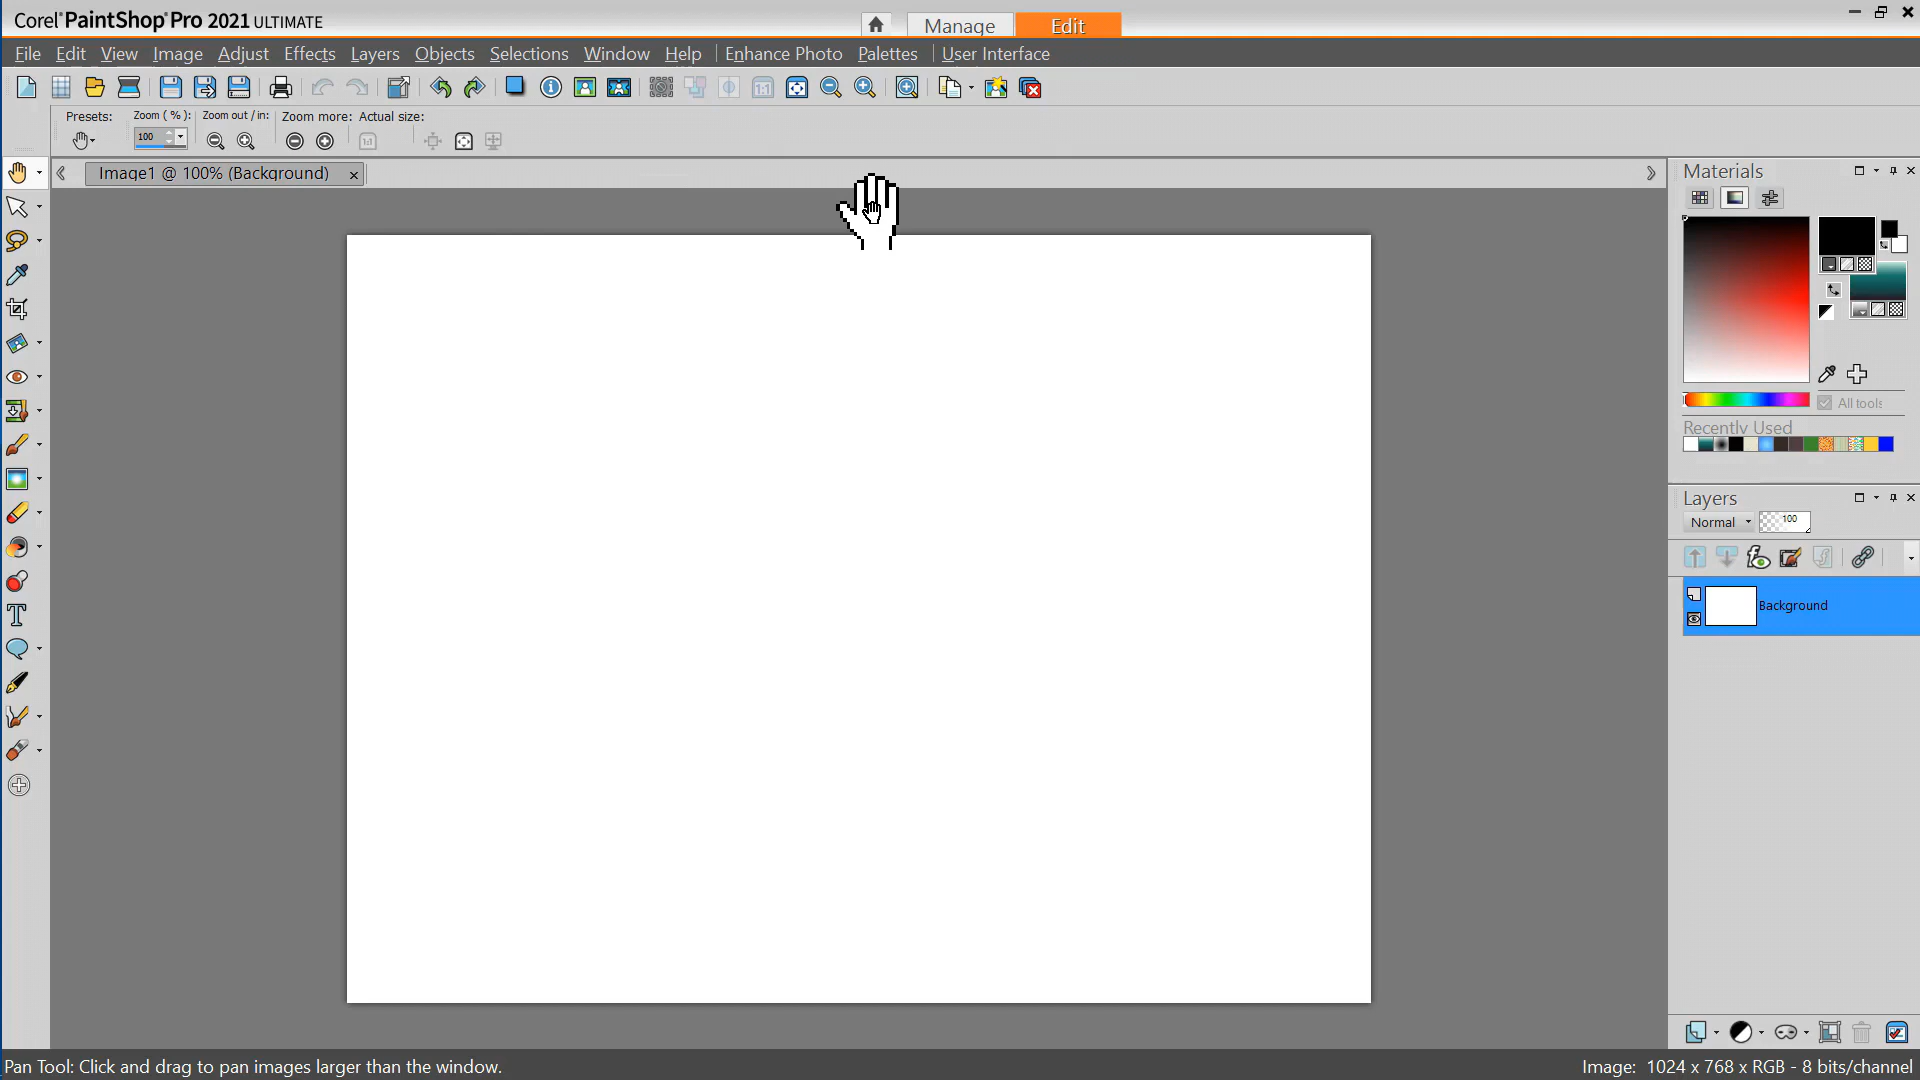 Corel PaintShop Pro 2021 ULTIMATE
Manage
Edit
File Edit View Image Adjust Effects Layers Objects Selections Window Help Enhance Photo Palettes User Interface
Presets: Zoom ( % ): Zoom out / in: Zoom more: Actual size:
100
Image1 @ 100% (Background)
Materials
All tools
Recently Used
Layers
Normal 100
Background
Pan Tool: Click and drag to pan images larger than the window.
Image: 1024 x 768 x RGB - 8 bits/channel